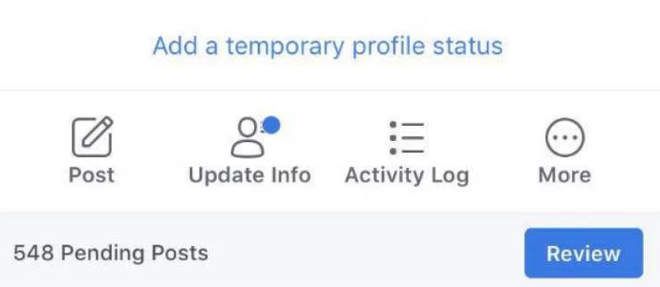 Add a temporary profile status
Post Update Info Activity Log More
548 Pending Posts Review